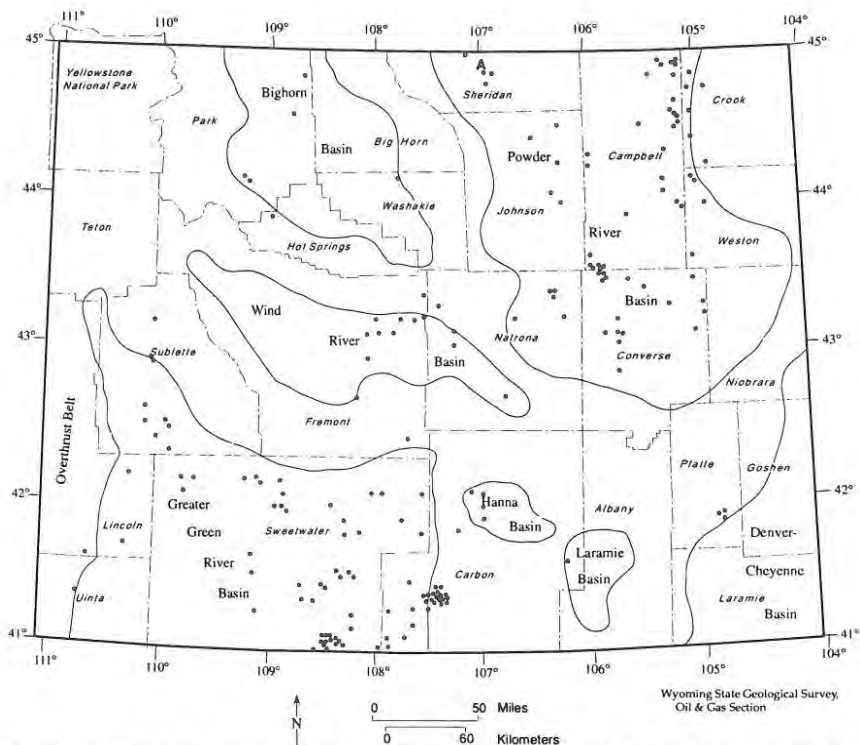 111°
110°
109°
108°
107°
106°
105°
104°
45°
45°
Yellowstone
National Park
Park
Bighorn
Basin
Big Horn
A
Sheridan
Crook
Campbell
Powder
Johnson
44°
44°
Teton
Washakie
Hot Springs
River
Weston
Wind
Basin
43°
43°
Sublette
River
Basin
Natrona
Converse
Niobrara
Fremont
Overthrust Belt
Platte
Goshen
42°
42°
Greater
Green
River
Basin
Sweetwater
Lincoln
Hanna
Basin
Albany
Denver-
Cheyenne
Basin
Laramie
Basin
Carbon
Laramie
Uinta
41°
41°
111°
110°
109°
108°
107°
106°
105°
104°
N
0 50 Miles
0 60 Kilometers
Wyoming State Geological Survey,
Oil & Gas Section